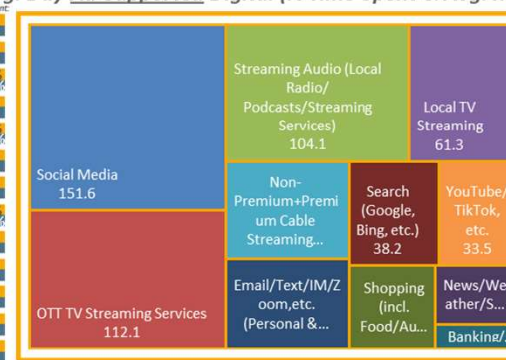 Social Media
151.6
OTT TV Streaming Services
112.1
Streaming Audio (Local
Radio/
Podcasts/Streaming
Services)
104.1
Local TV
Streaming
61.3
Non-
Premium+Premi
um Cable
Streaming...
Search
(Google,
Bing, etc.)
38.2
YouTube/
TikTok,
etc.
33.5
Email/Text/IM/Z
oom,etc.
(Personal &...
Shopping
(incl.
Food/Au...
News/We
ather/S...
Banking/